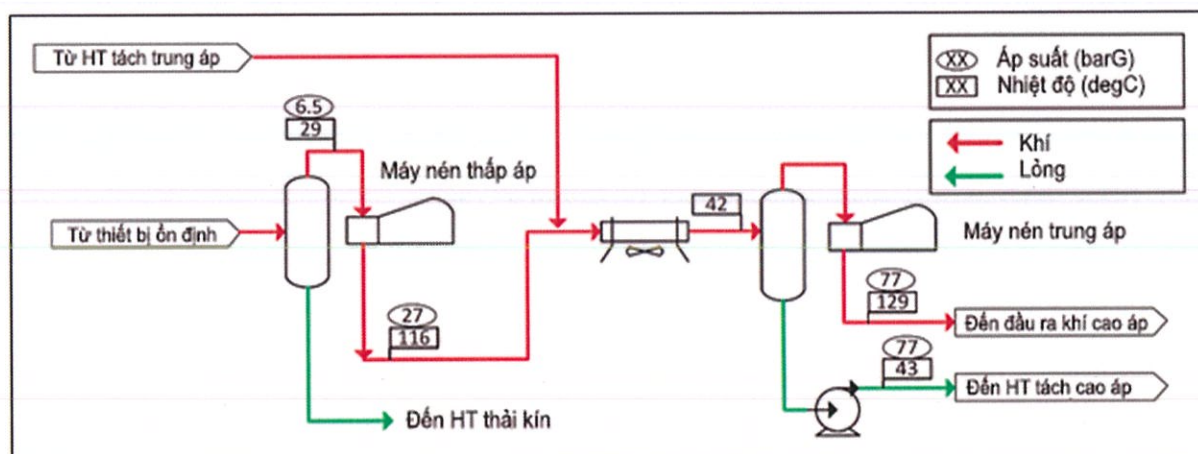 Từ HT tách trung áp
XX Áp suất (barG)
XX Nhiệt độ (degC)
Khí
Lỏng
6.5
29
Máy nén thấp áp
Từ thiết bị ổn định
42
Máy nén trung áp
27
116
77
129
Đến đầu ra khí cao áp
77
43
Đến HT tách cao áp
Đến HT thải kín